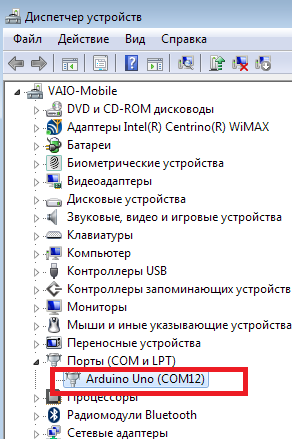 Диспетчер устройств
Файл Действие Вид Справка
VAIO-Mobile
DVD и CD-ROM дисководы
Адаптеры Intel(R) Centrino(R) WiMAX
Батареи
Биометрические устройства
Видеоадаптеры
Дисковые устройства
Звуковые, видео и игровые устройства
Клавиатуры
Компьютер
Контроллеры USB
Контроллеры запоминающих устройств
Мониторы
Мыши и иные указывающие устройства
Переносные устройства
Порты (COM и LPT)
Arduino Uno (COM12)
Процессоры
Радиомодули Bluetooth
Сетевые адаптеры